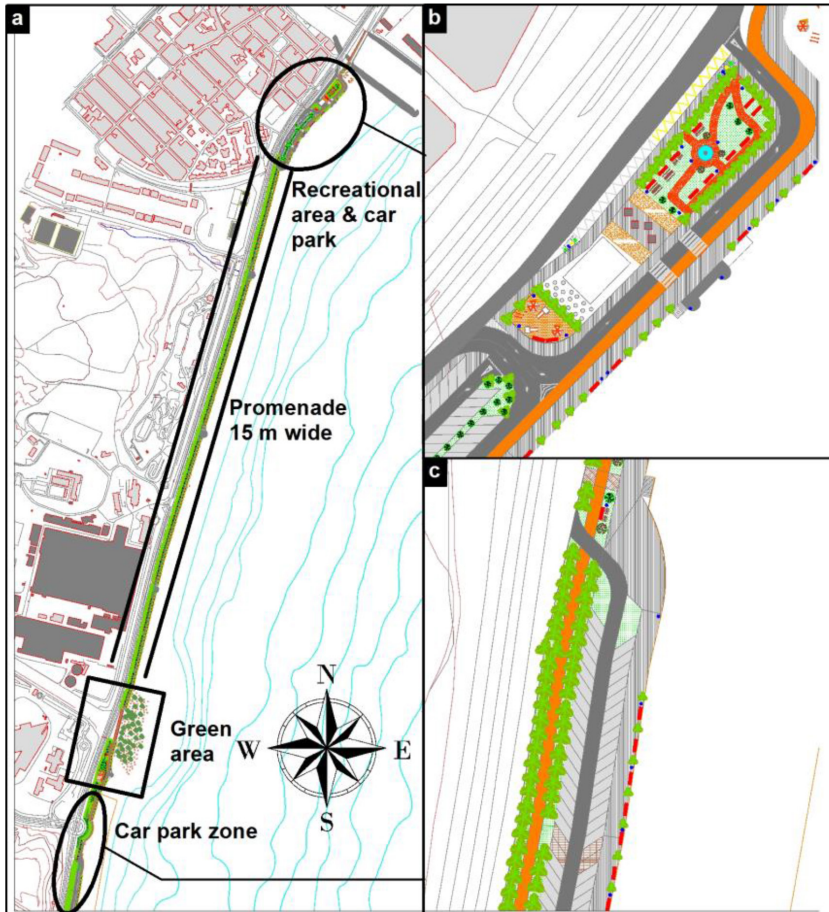 a
Recreational
area & car
park
Promenade
15 m wide
N
W E
S
Green
area
Car park zone
b
c